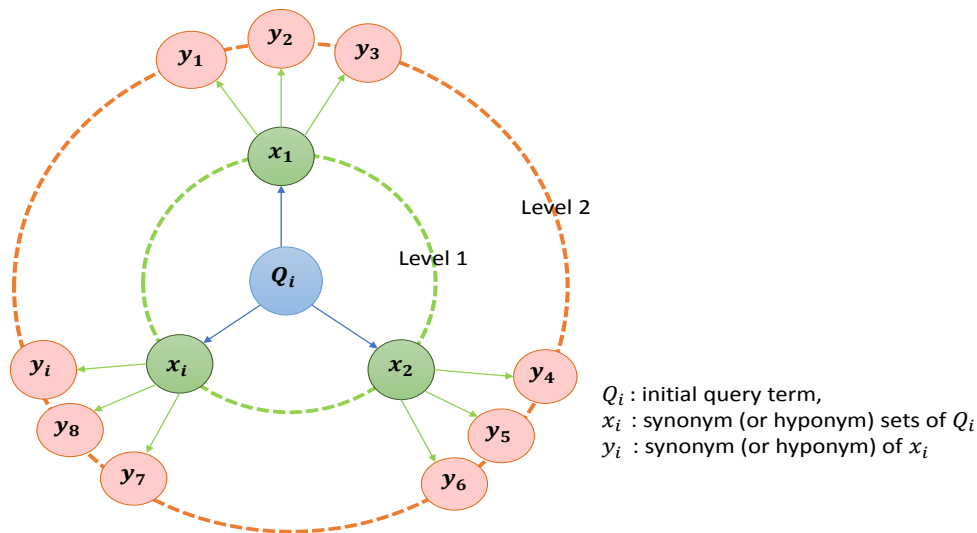 y₂
y₁
y₃
x₁
Level 2
Level 1
Qᵢ
xᵢ
x₂
yᵢ
y₄
y₈
y₅
y₇
y₆
Qᵢ : initial query term,
xᵢ : synonym (or hyponym) sets of Qᵢ
yᵢ : synonym (or hyponym) of xᵢ